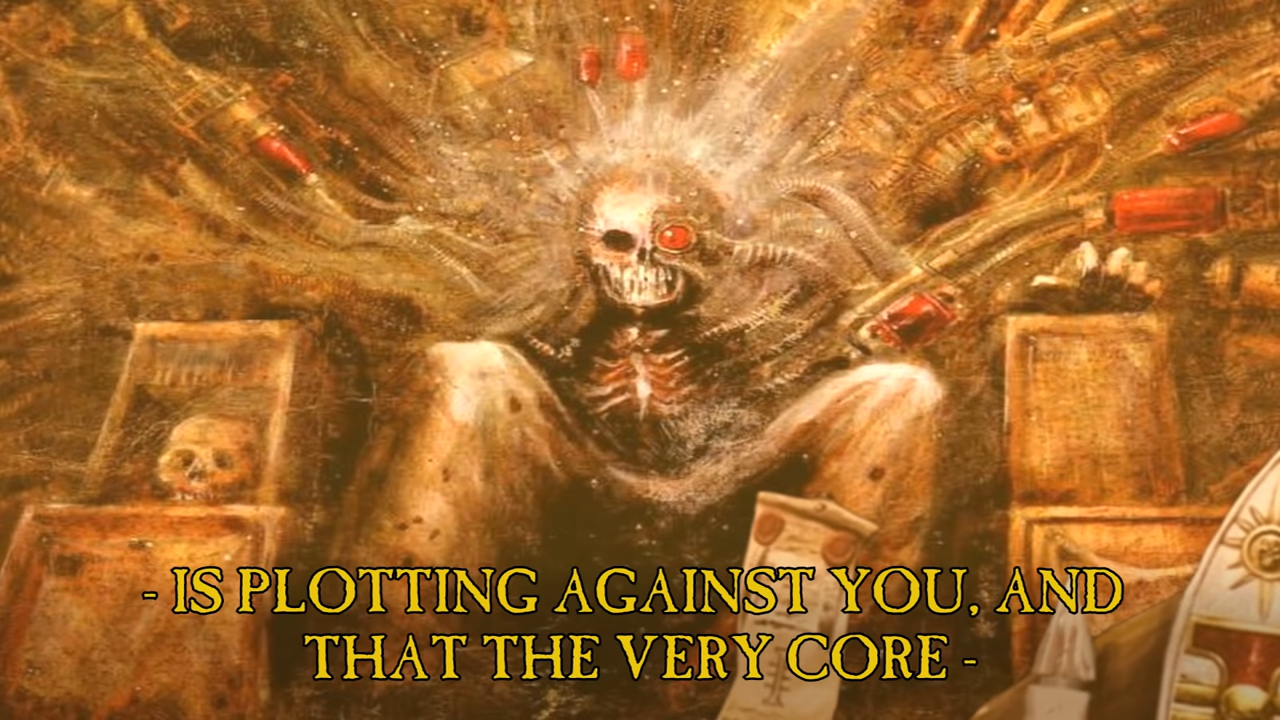 - IS PLOTTING AGAINST YOU, AND
THAT THE VERY CORE -